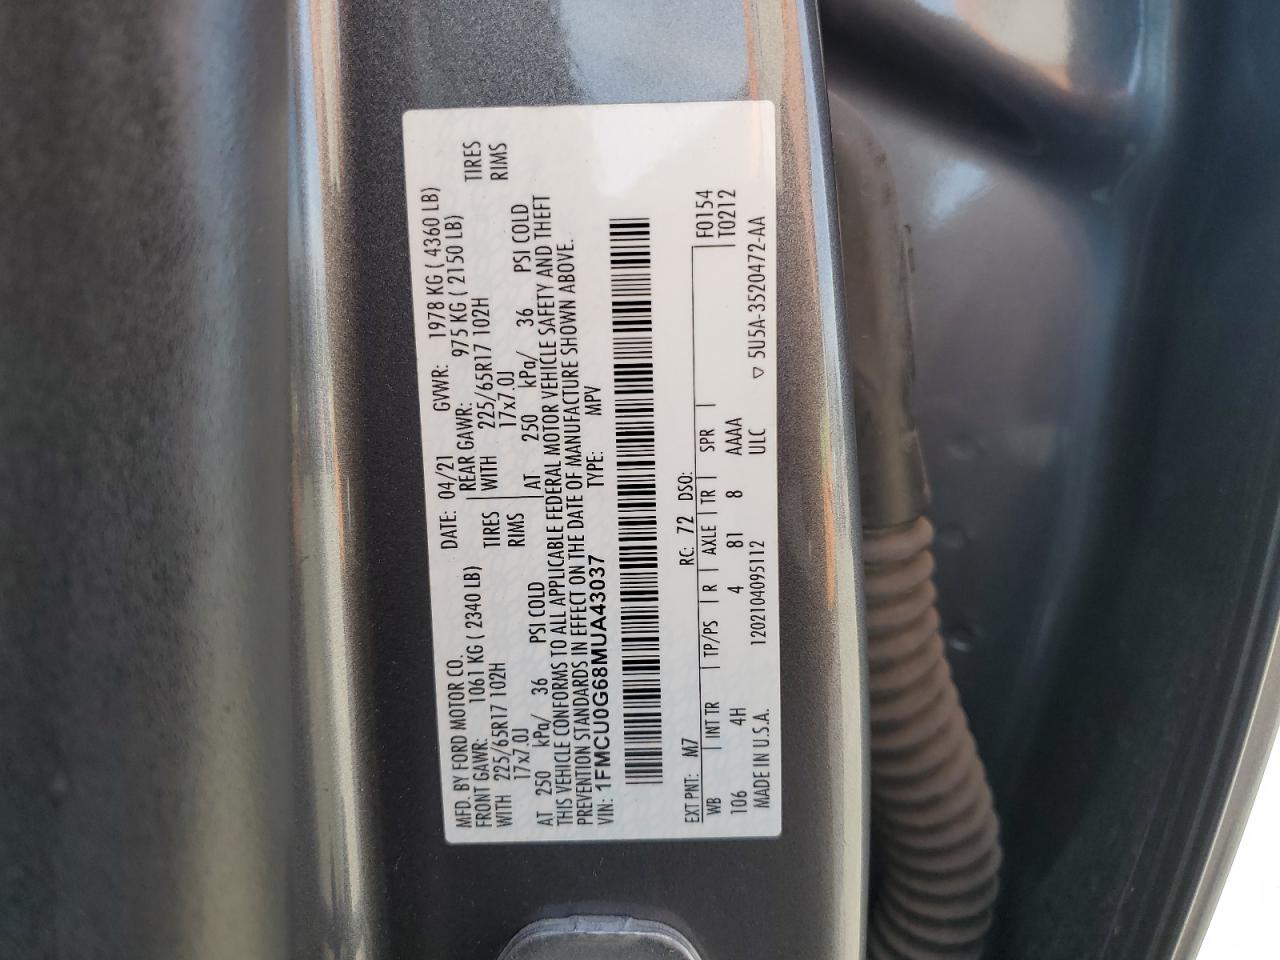 MFD. BY FORD MOTOR CO.
DATE: 04/21 GVWR: 1978 KG ( 4360 LB)
FRONT GAWR: 1061 KG ( 2340 LB) REAR GAWR: 975 KG ( 2150 LB)
WITH 225/65R17 102H TIRES WITH 225/65R17 102H TIRES
17x7.0J RIMS 17x7.0J RIMS
AT 250 kPa/ 36 PSI COLD AT 250 kPa/ 36 PSI COLD
THIS VEHICLE CONFORMS TO ALL APPLICABLE FEDERAL MOTOR VEHICLE SAFETY AND THEFT
PREVENTION STANDARDS IN EFFECT ON THE DATE OF MANUFACTURE SHOWN ABOVE.
VIN: 1FMCU0G68MUA43037 TYPE: MPV
EXT PNT: M7 RC: 72 DSO: F0154
WB INT TR TP/PS R AXLE TR SPR T0212
106 4H 4 81 8 AAAA
MADE IN U.S.A. 12021040951​12 ULC ▽ 5U5A-3520472-AA